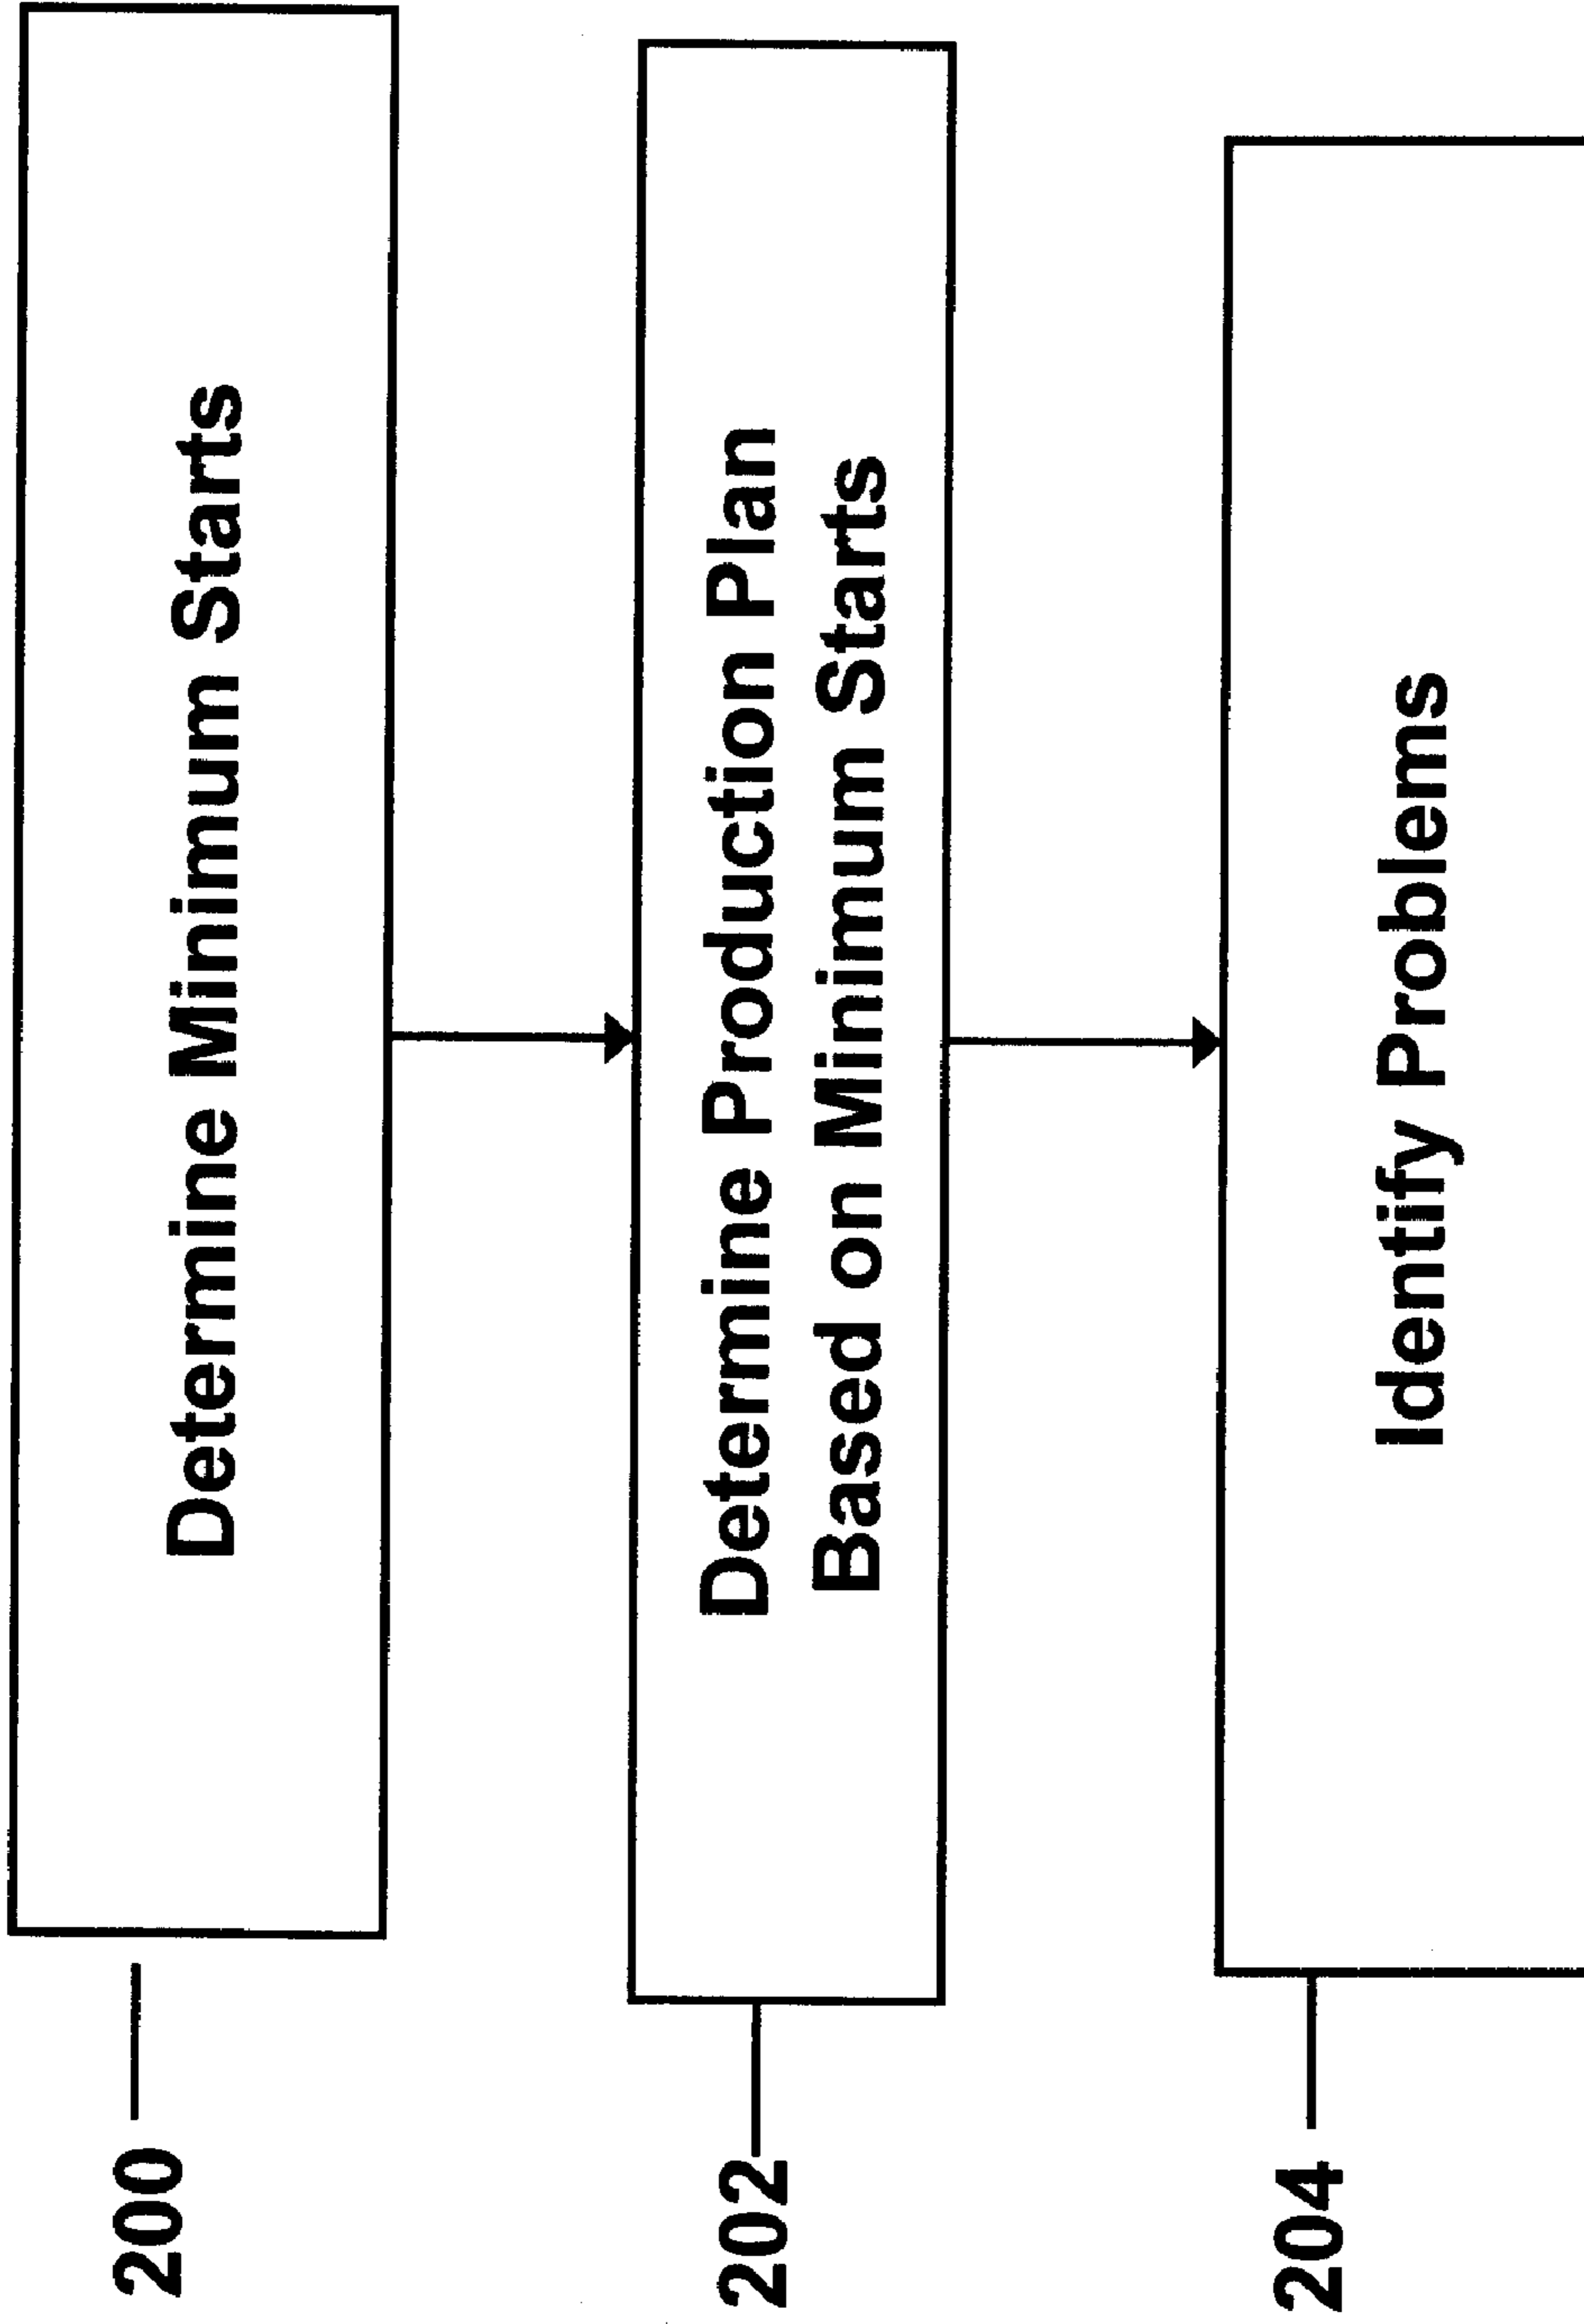 200
Determine Minimum Starts
202
Determine Production Plan
Based on Minimum Starts
204
Identify Problems